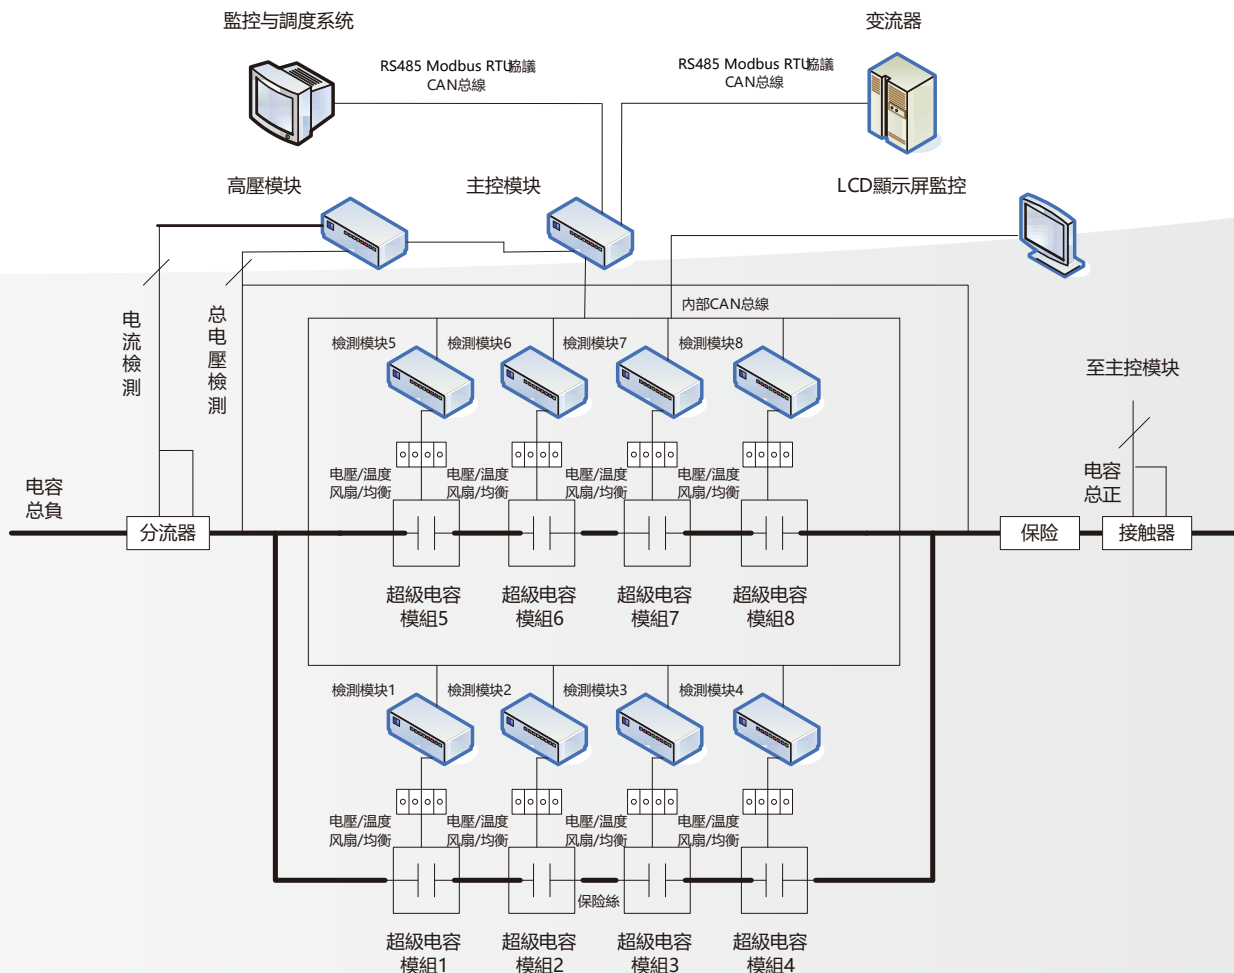 監控与調度系统
变流器
RS485 Modbus RTU協議
CAN总線
RS485 Modbus RTU協議
CAN总線
高壓模块
主控模块
LCD顯示屏監控
电流檢測
总电壓檢測
内部CAN总線
檢測模块5
檢測模块6
檢測模块7
檢測模块8
至主控模块
电壓/温度
风扇/均衡
电壓/温度
风扇/均衡
电壓/温度
风扇/均衡
电壓/温度
风扇/均衡
电容
总負
电容
总正
分流器
保险
接触器
超級电容
模組5
超級电容
模組6
超級电容
模組7
超級电容
模組8
檢測模块1
檢測模块2
檢測模块3
檢測模块4
电壓/温度
风扇/均衡
电壓/温度
风扇/均衡
电壓/温度
风扇/均衡
电壓/温度
风扇/均衡
保险絲
超級电容
模組1
超級电容
模組2
超級电容
模組3
超級电容
模組4